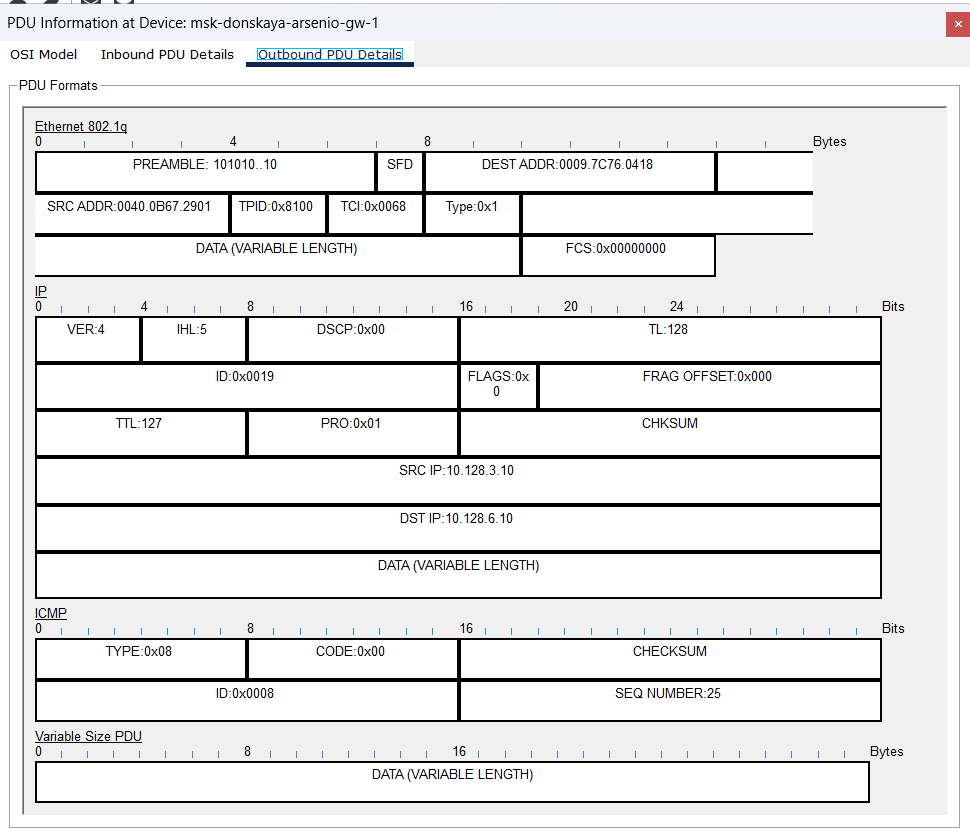 PDU Information at Device: msk-donskaya-arsenio-gw-1
×
OSI Model Inbound PDU Details Outbound PDU Details
PDU Formats
Ethernet 802.1q
0 4 8 Bytes
PREAMBLE: 101010..10 SFD DEST ADDR:0009.7C76.0418
SRC ADDR:0040.0B67.2901 TPID:0x8100 TCI:0x0068 Type:0x1
DATA (VARIABLE LENGTH) FCS:0x00000000
IP
0 4 8 16 20 24 Bits
VER:4 IHL:5 DSCP:0x00 TL:128
ID:0x0019 FLAGS:0x
0 FRAG OFFSET:0x000
TTL:127 PRO:0x01 CHKSUM
SRC IP:10.128.3.10
DST IP:10.128.6.10
DATA (VARIABLE LENGTH)
ICMP
0 8 16 Bits
TYPE:0x08 CODE:0x00 CHECKSUM
ID:0x0008 SEQ NUMBER:25
Variable Size PDU
0 8 16 Bytes
DATA (VARIABLE LENGTH)